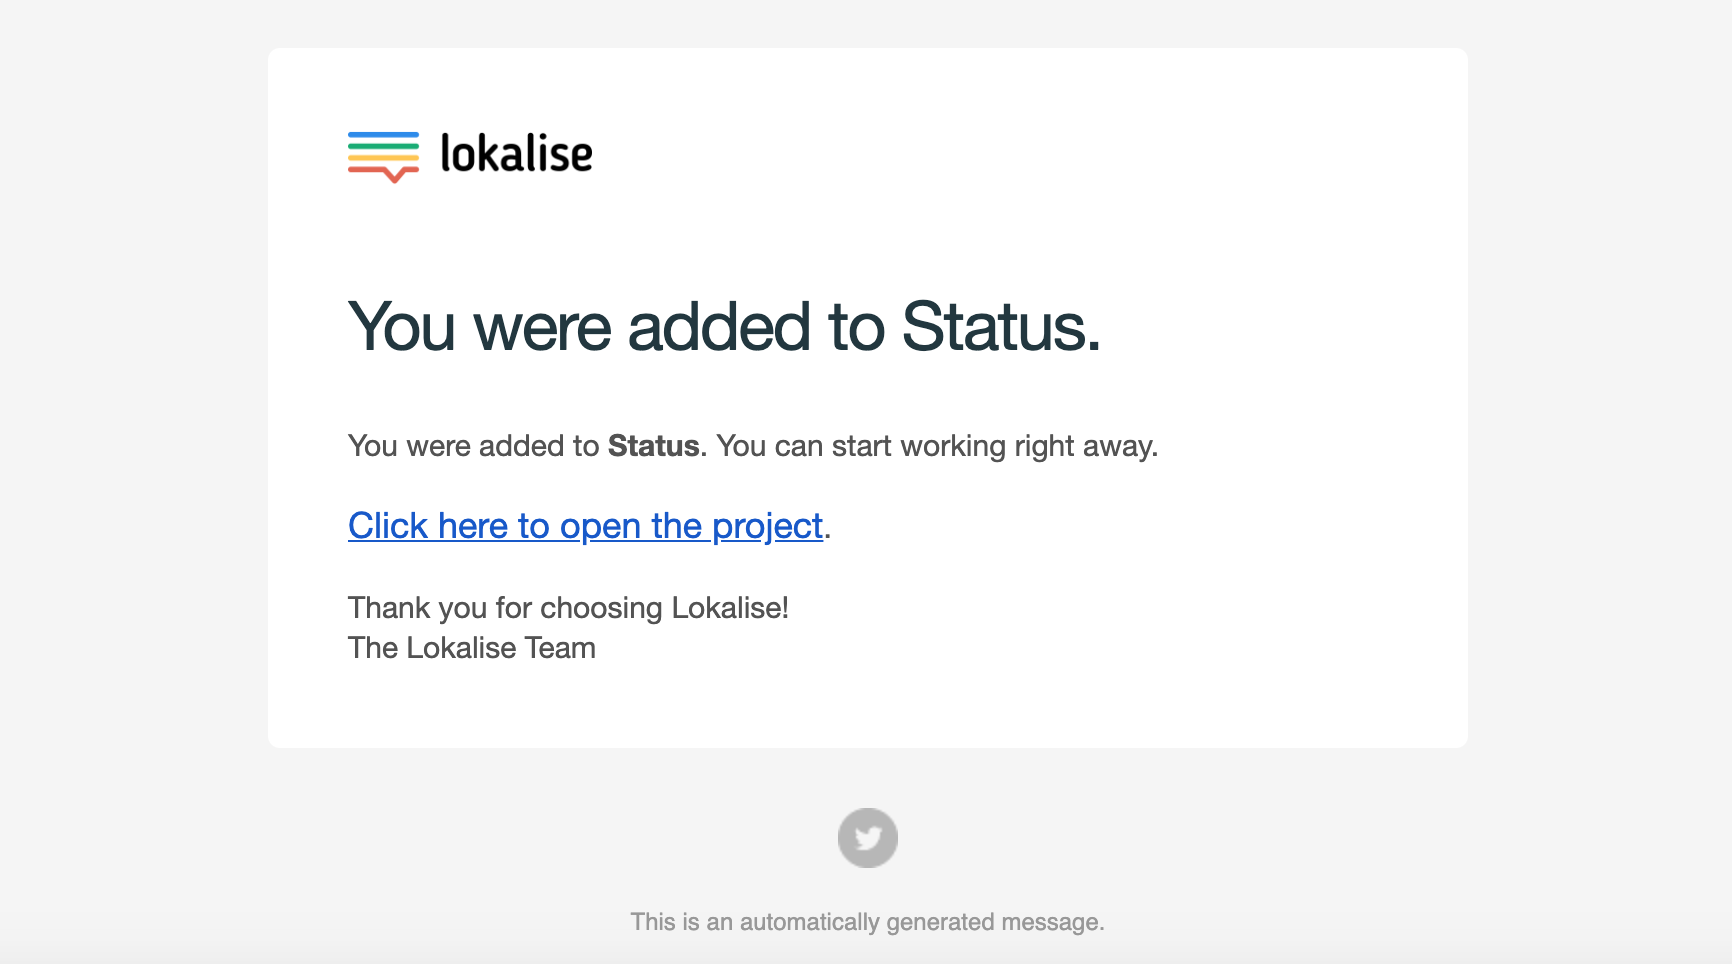 lokalise
You were added to Status.
You were added to Status. You can start working right away.
Click here to open the project.
Thank you for choosing Lokalise!
The Lokalise Team
This is an automatically generated message.